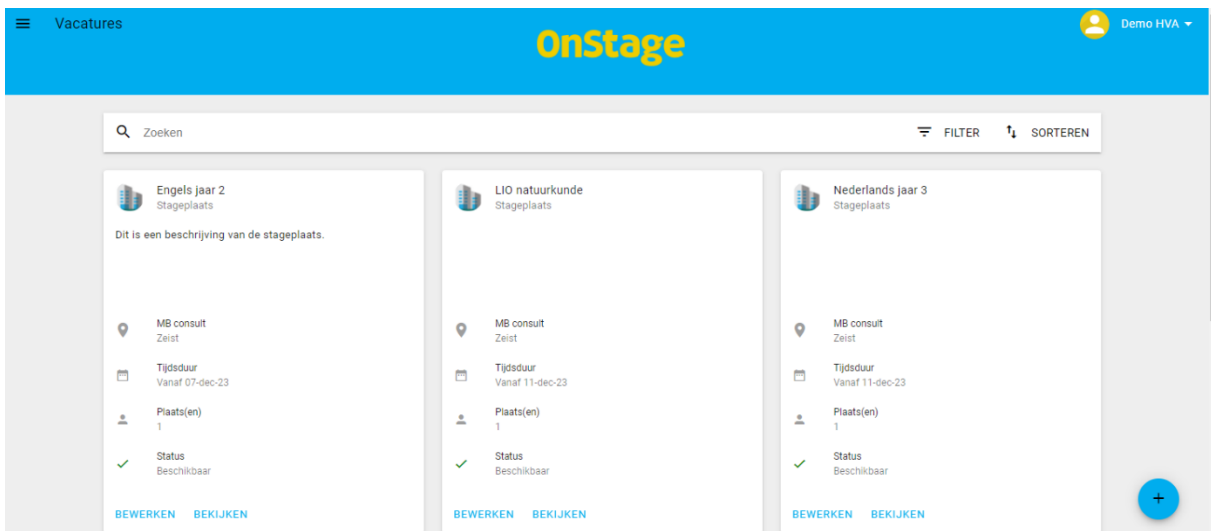 Vacatures
OnStage
Demo HVA
Zoeken
FILTER
SORTEREN
Engels jaar 2
Stageplaats
Dit is een beschrijving van de stageplaats.
MB consult
Zeist
Tijdsduur
Vanaf 07-dec-23
Plaats(en)
1
Status
Beschikbaar
BEWERKEN BEKIJKEN
LIO natuurkunde
Stageplaats
MB consult
Zeist
Tijdsduur
Vanaf 11-dec-23
Plaats(en)
1
Status
Beschikbaar
BEWERKEN BEKIJKEN
Nederlands jaar 3
Stageplaats
MB consult
Zeist
Tijdsduur
Vanaf 11-dec-23
Plaats(en)
1
Status
Beschikbaar
BEWERKEN BEKIJKEN
+